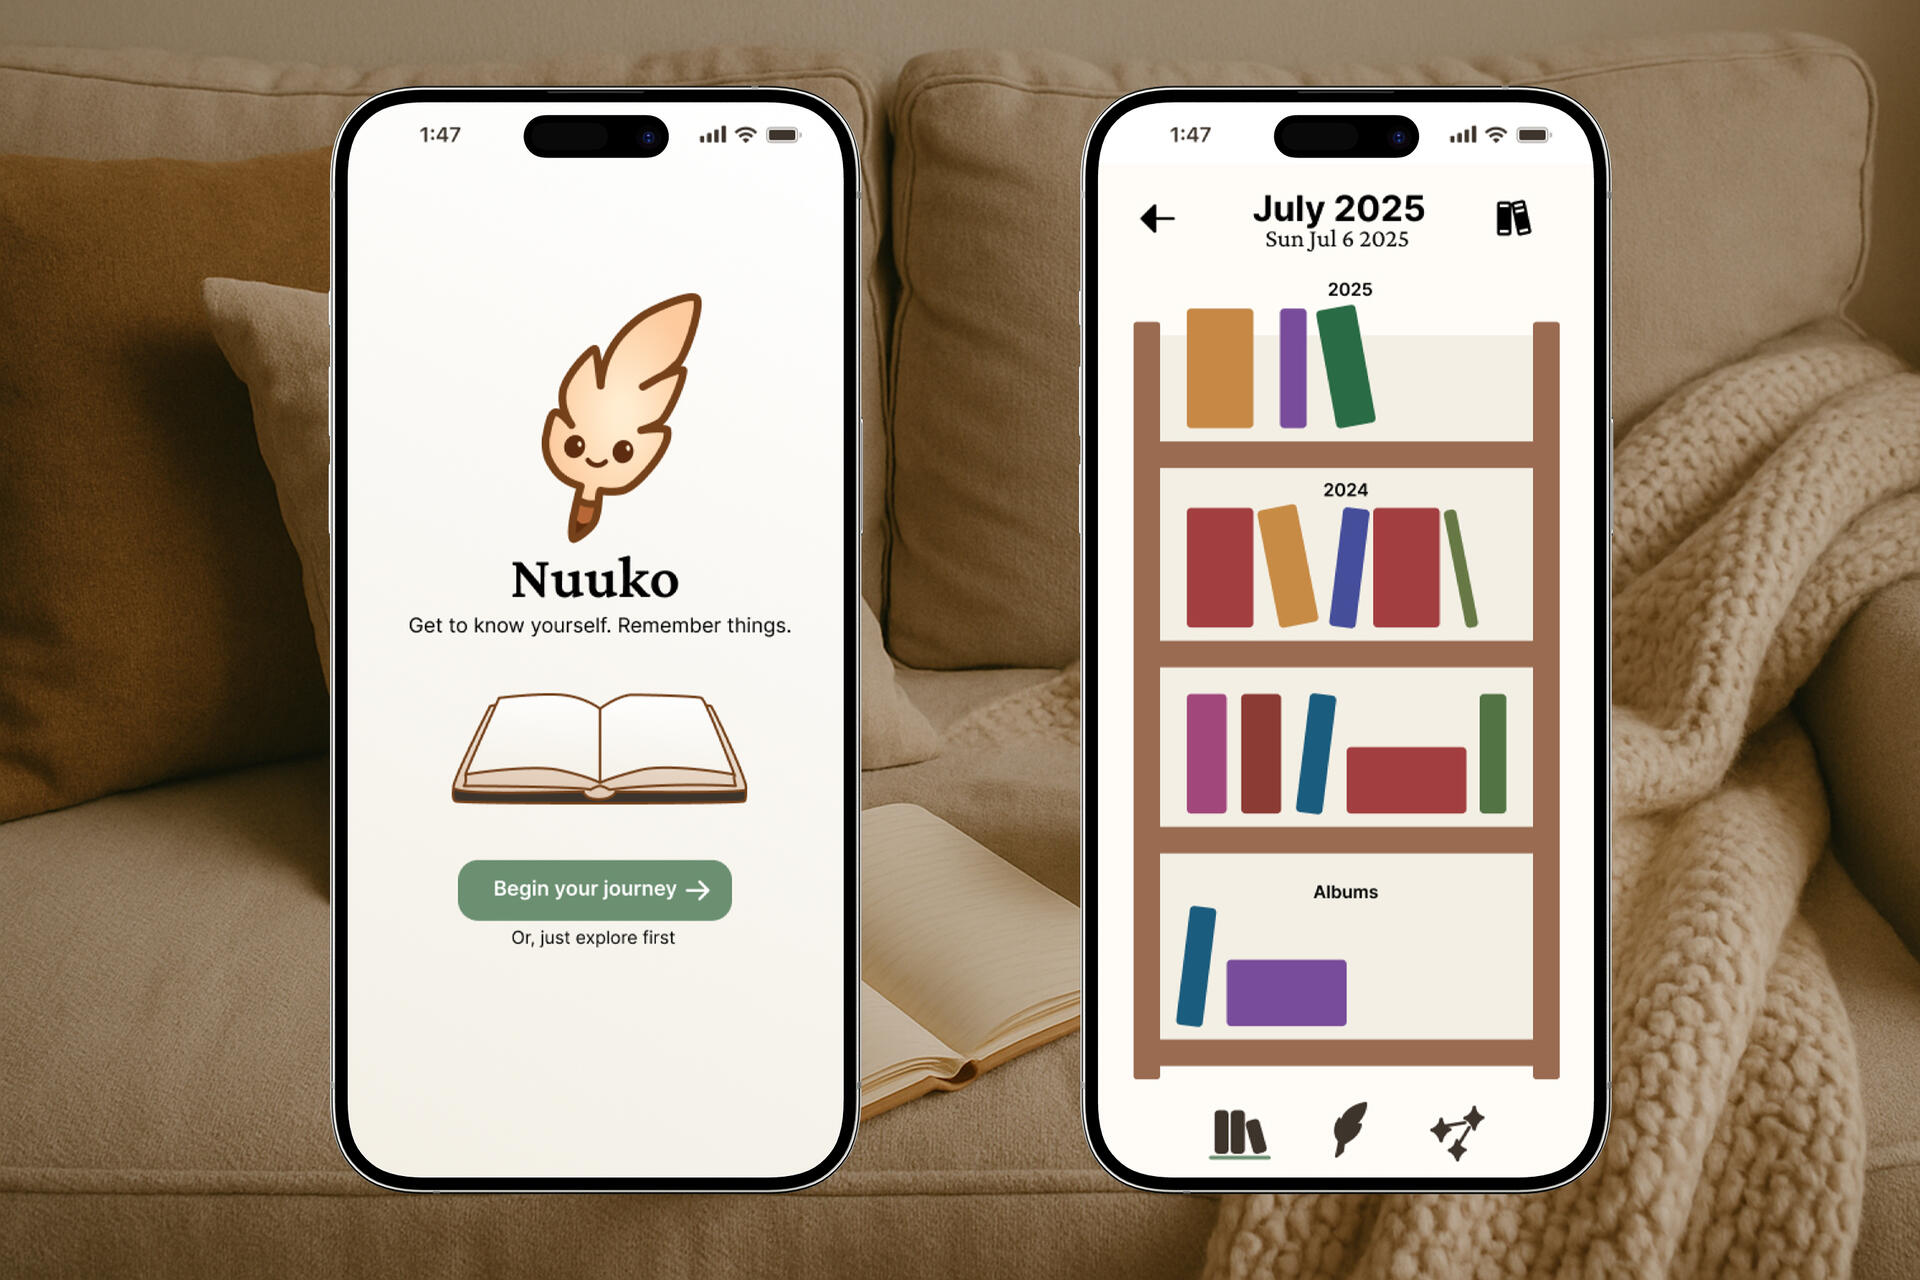 1:47
Nuuko
Get to know yourself. Remember things.
Begin your journey
Or, just explore first
1:47
July 2025
Sun Jul 6 2025
2025
2024
Albums